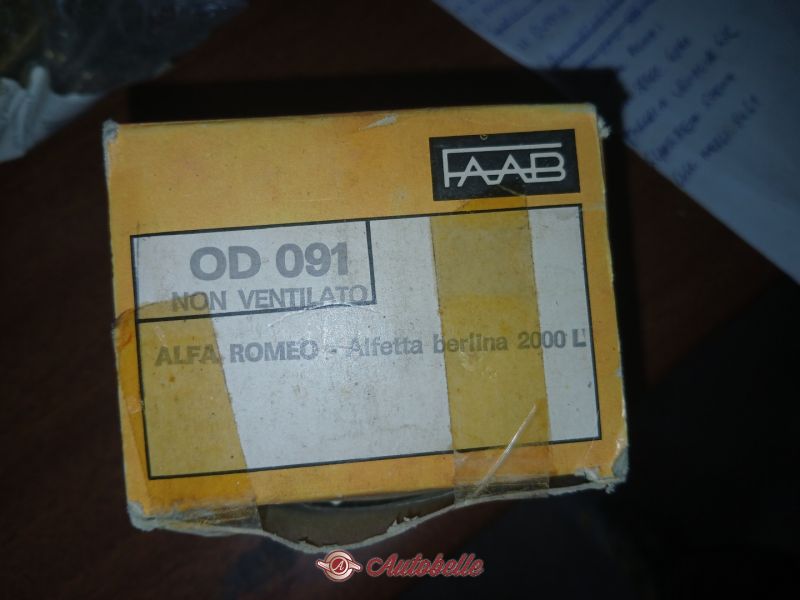 FAAB
OD 091
NON VENTILATO
ALFA ROMEO - Alfetta berlina 2000 L
Autobelle